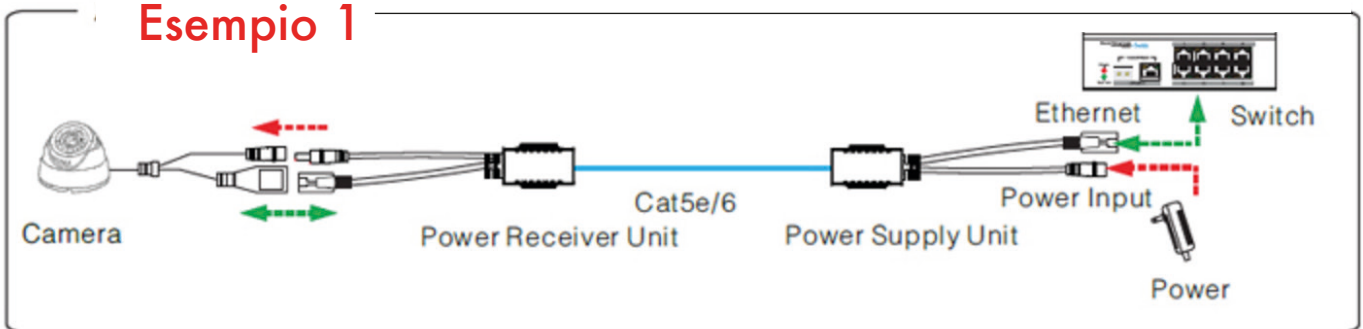 Esempio 1
Ethernet
Switch
Cat5e/6
Power Input
Camera
Power Receiver Unit
Power Supply Unit
Power